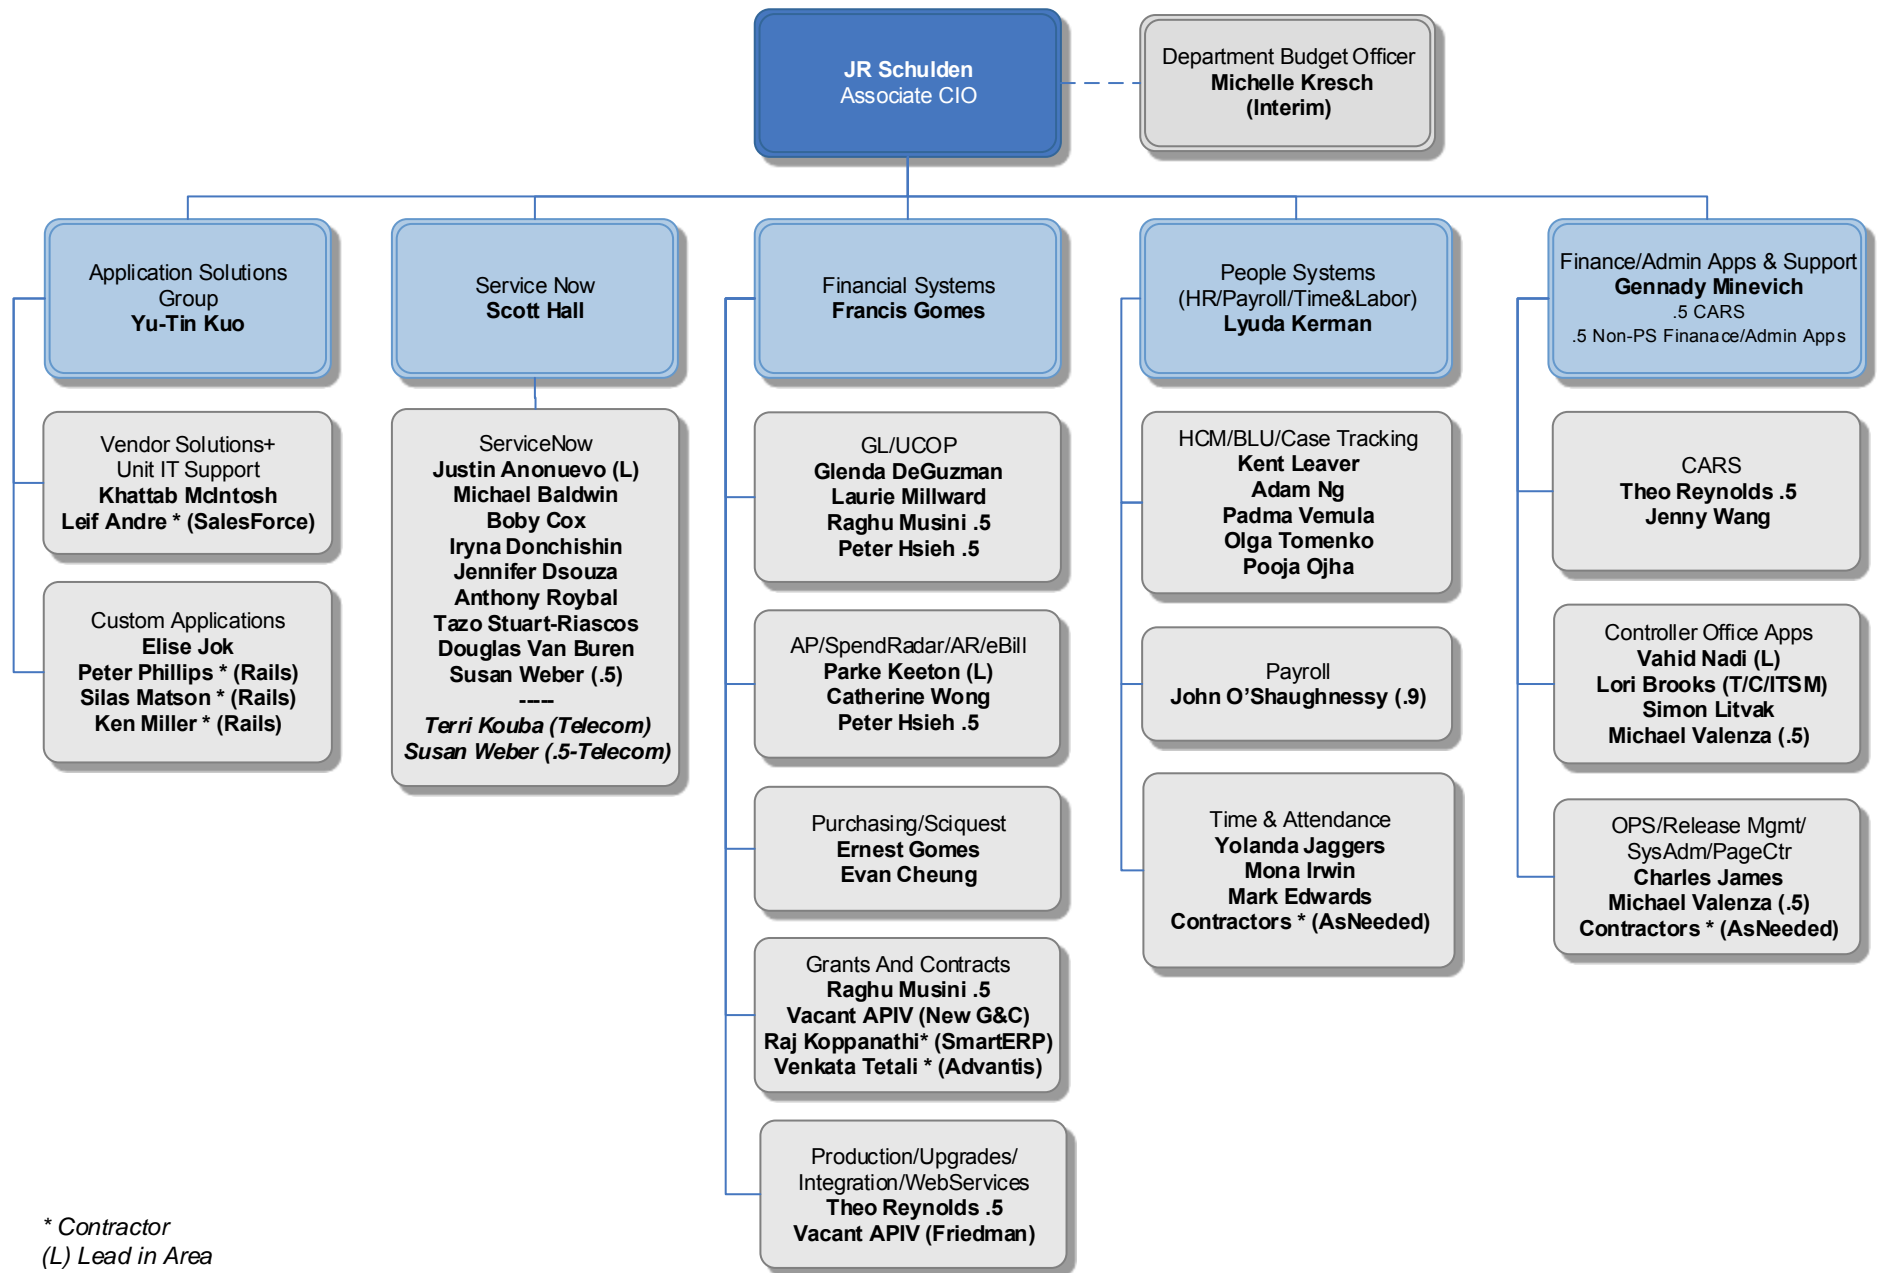 JR Schulden
Associate CIO
Department Budget Officer
Michelle Kresch
(Interim)
Application Solutions
Group
Yu-Tin Kuo
Service Now
Scott Hall
Financial Systems
Francis Gomes
People Systems
(HR/Payroll/Time&Labor)
Lyuda Kerman
Finance/Admin Apps & Support
Gennady Minevich
.5 CARS
.5 Non-PS Finanace/Admin Apps
Vendor Solutions+
Unit IT Support
Khattab McIntosh
Leif Andre * (SalesForce)
Custom Applications
Elise Jok
Peter Phillips * (Rails)
Silas Matson * (Rails)
Ken Miller * (Rails)
ServiceNow
Justin Anonuevo (L)
Michael Baldwin
Boby Cox
Iryna Donchishin
Jennifer Dsouza
Anthony Roybal
Tazo Stuart-Riascos
Douglas Van Buren
Susan Weber (.5)
-----
Terri Kouba (Telecom)
Susan Weber (.5-Telecom)
GL/UCOP
Glenda DeGuzman
Laurie Millward
Raghu Musini .5
Peter Hsieh .5
AP/SpendRadar/AR/eBill
Parke Keeton (L)
Catherine Wong
Peter Hsieh .5
Purchasing/Sciquest
Ernest Gomes
Evan Cheung
Grants And Contracts
Raghu Musini .5
Vacant APIV (New G&C)
Raj Koppanathi* (SmartERP)
Venkata Tetali * (Advantis)
Production/Upgrades/
Integration/WebServices
Theo Reynolds .5
Vacant APIV (Friedman)
HCM/BLU/Case Tracking
Kent Leaver
Adam Ng
Padma Vemula
Olga Tomenko
Pooja Ojha
Payroll
John O’Shaughnessy (.9)
Time & Attendance
Yolanda Jaggers
Mona Irwin
Mark Edwards
Contractors * (AsNeeded)
CARS
Theo Reynolds .5
Jenny Wang
Controller Office Apps
Vahid Nadi (L)
Lori Brooks (T/C/ITSM)
Simon Litvak
Michael Valenza (.5)
OPS/Release Mgmt/
SysAdm/PageCtr
Charles James
Michael Valenza (.5)
Contractors * (AsNeeded)
* Contractor
(L) Lead in Area